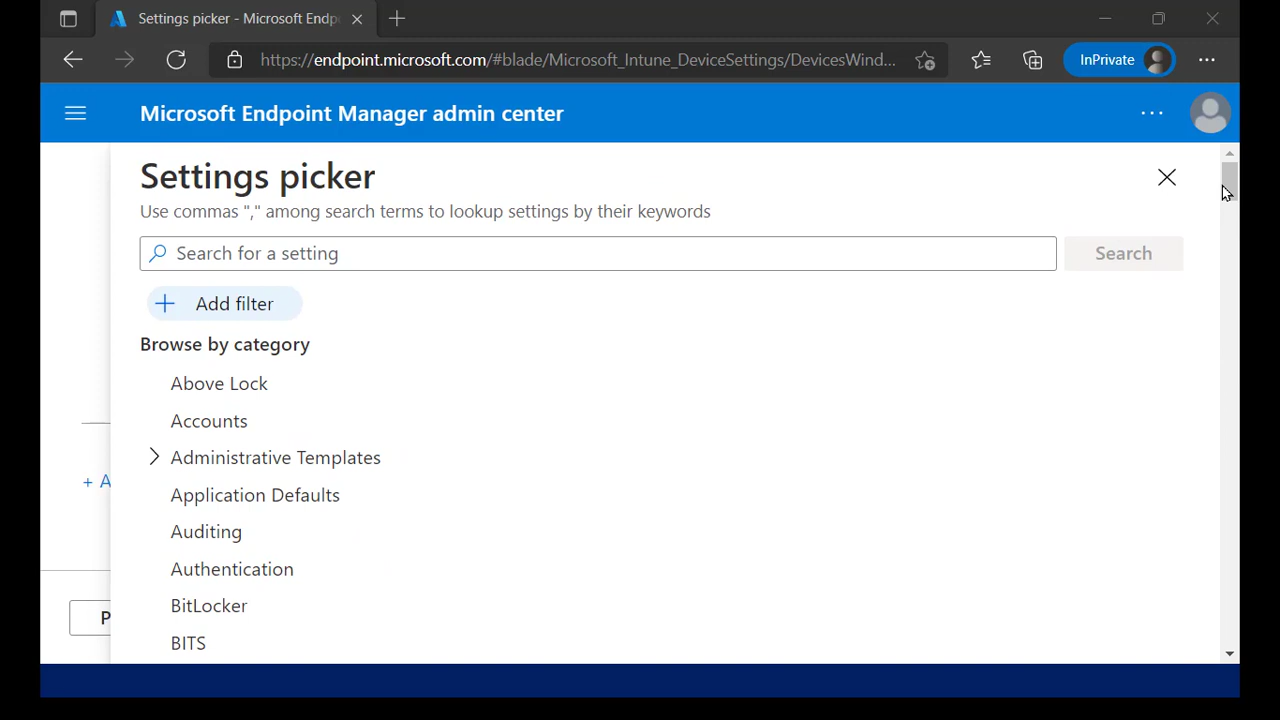 Settings picker - Microsoft Endp
https://endpoint.microsoft.com/#blade/Microsoft_Intune_DeviceSettings/DevicesWind...
InPrivate
Microsoft Endpoint Manager admin center
Settings picker
Use commas "," among search terms to lookup settings by their keywords
Search for a setting
Search
+ Add filter
Browse by category
Above Lock
Accounts
Administrative Templates
+ A
Application Defaults
Auditing
Authentication
BitLocker
P
BITS